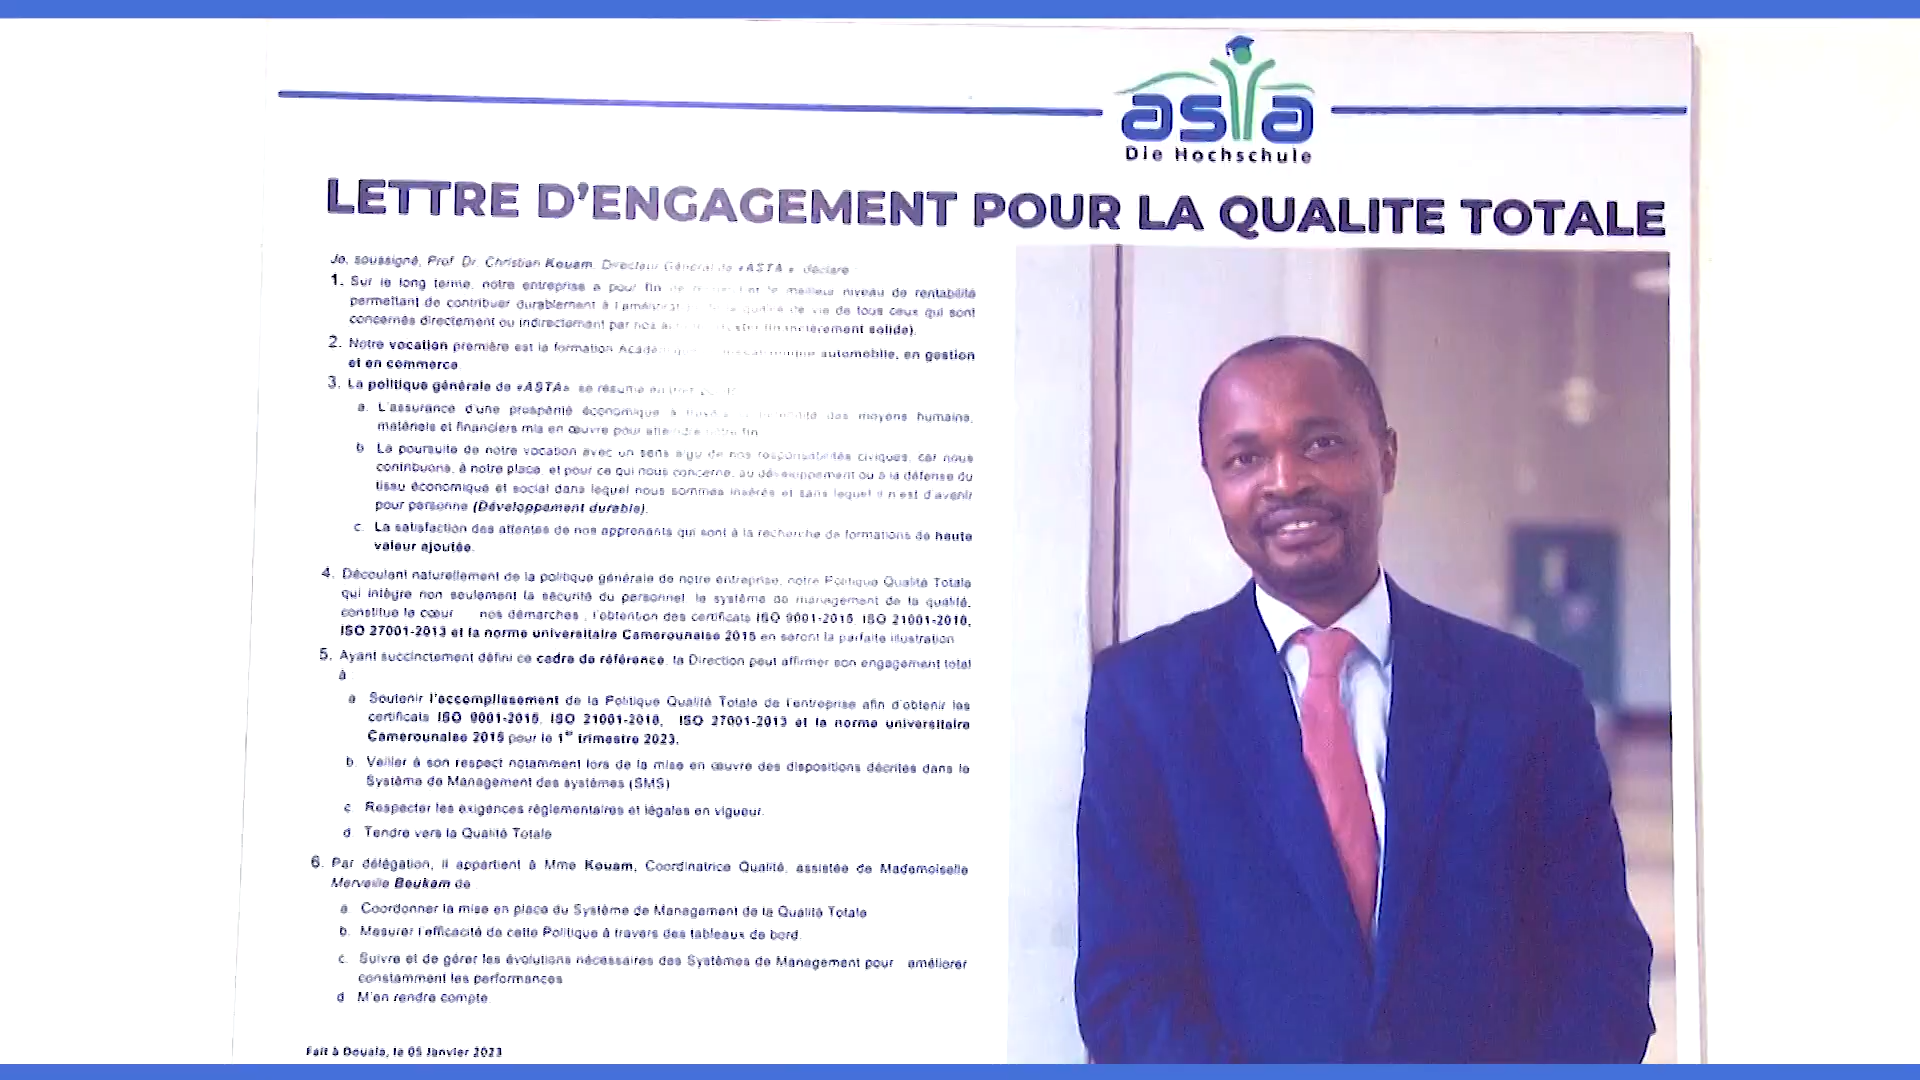 asta
Die Hochschule
LETTRE D'ENGAGEMENT POUR LA QUALITE TOTALE
Je, soussigné, Prof. Dr. Christian Kouam, Directeur Général de «ASTA », déclare :
1. Sur le long terme, notre entreprise a pour fin de le meilleur niveau de rentabilité
permettant de contribuer durablement à l'amélioration de la qualité de vie de tous ceux qui sont
concernés directement ou indirectement par nos financièrement solide).
2. Notre vocation première est la formation automobile, en gestion
et en commerce.
3. La politique générale de «ASTA» se résume en
a. L'assurance d'une prospérité économique à des moyens humains,
matériels et financiers mis en œuvre pour atteindre notre fin
b. La poursuite de notre vocation avec un sens aigu de nos responsabilités civiques, car nous
contribuons, à notre place, et pour ce qui nous concerne, au développement ou à la défense du
tissu économique et social dans lequel nous sommes insérés et sans lequel il n'est d'avenir
pour personne (Développement durable).
c. La satisfaction des attentes de nos apprenants qui sont à la recherche de formations de haute
valeur ajoutée.
4. Découlant naturellement de la politique générale de notre entreprise, notre Politique Qualité Totale
qui intègre non seulement la sécurité du personnel, le système de management de la qualité,
constitue le cœur nos démarches ; l'obtention des certificats ISO 9001-2015, ISO 21001-2018,
ISO 27001-2013 et la norme universitaire Camerounaise 2015 en seront la parfaite illustration
5. Ayant succinctement défini ce cadre de référence, la Direction peut affirmer son engagement total
à :
a Soutenir l'accomplissement de la Politique Qualité Totale de l'entreprise afin d'obtenir les
certificats ISO 9001-2015, ISO 21001-2018, ISO 27001-2013 et la norme universitaire
Camerounaise 2015 pour le 1er trimestre 2023.
b. Veiller à son respect notamment lors de la mise en œuvre des dispositions décrites dans le
Système de Management des systèmes (SMS)
c Respecter les exigences réglementaires et légales en vigueur.
d Tendre vers la Qualité Totale
6. Par délégation, il appartient à Mme Kouam, Coordinatrice Qualité, assistée de Mademoiselle
Merveille Boukam de
a Coordonner la mise en place du Système de Management de la Qualité Totale
b. Mesurer l'efficacité de cette Politique à travers des tableaux de bord.
c. Suivre et de gérer les évolutions nécessaires des Systèmes de Management pour améliorer
constamment les performances
d M'en rendre compte.
Fait à Douala, le 05 Janvier 2023